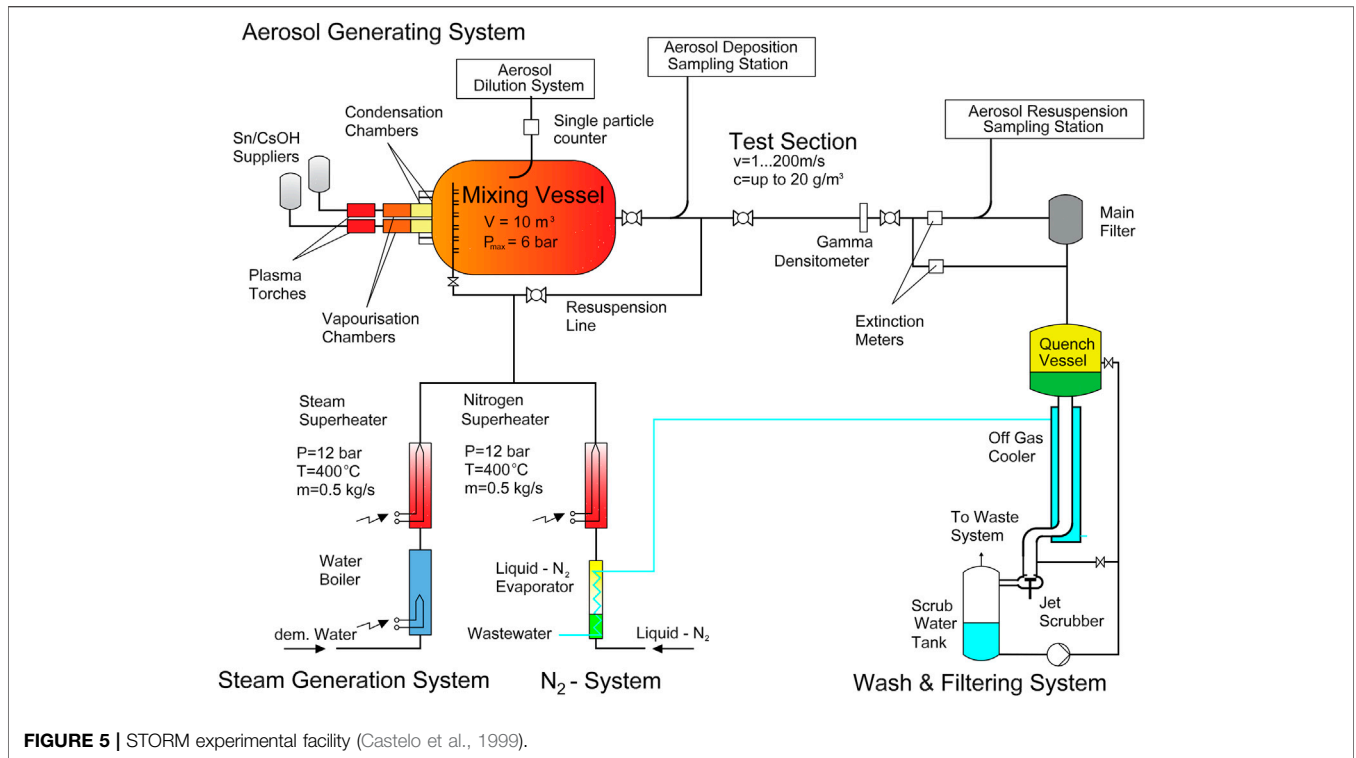 Aerosol Generating System
Aerosol
Dilution System
Aerosol Deposition
Sampling Station
Condensation
Chambers
Single particle
counter
Aerosol Resuspension
Sampling Station
Sn/CsOH
Suppliers
Test Section
v=1...200m/s
c=up to 20 g/m³
Mixing Vessel
V = 10 m³
Pmax = 6 bar
Main
Filter
Gamma
Densitometer
Plasma
Torches
Vapourisation
Chambers
Resuspension
Line
Extinction
Meters
Quench
Vessel
Steam
Superheater
P=12 bar
T=400°C
m=0.5 kg/s
Nitrogen
Superheater
P=12 bar
T=400°C
m=0.5 kg/s
Off Gas
Cooler
To Waste
System
Water
Boiler
Liquid - N₂
Evaporator
Scrub
Water
Tank
Jet
Scrubber
dem. Water
Wastewater
Liquid - N₂
Steam Generation System
N₂ - System
Wash & Filtering System
FIGURE 5 | STORM experimental facility (Castelo et al., 1999).